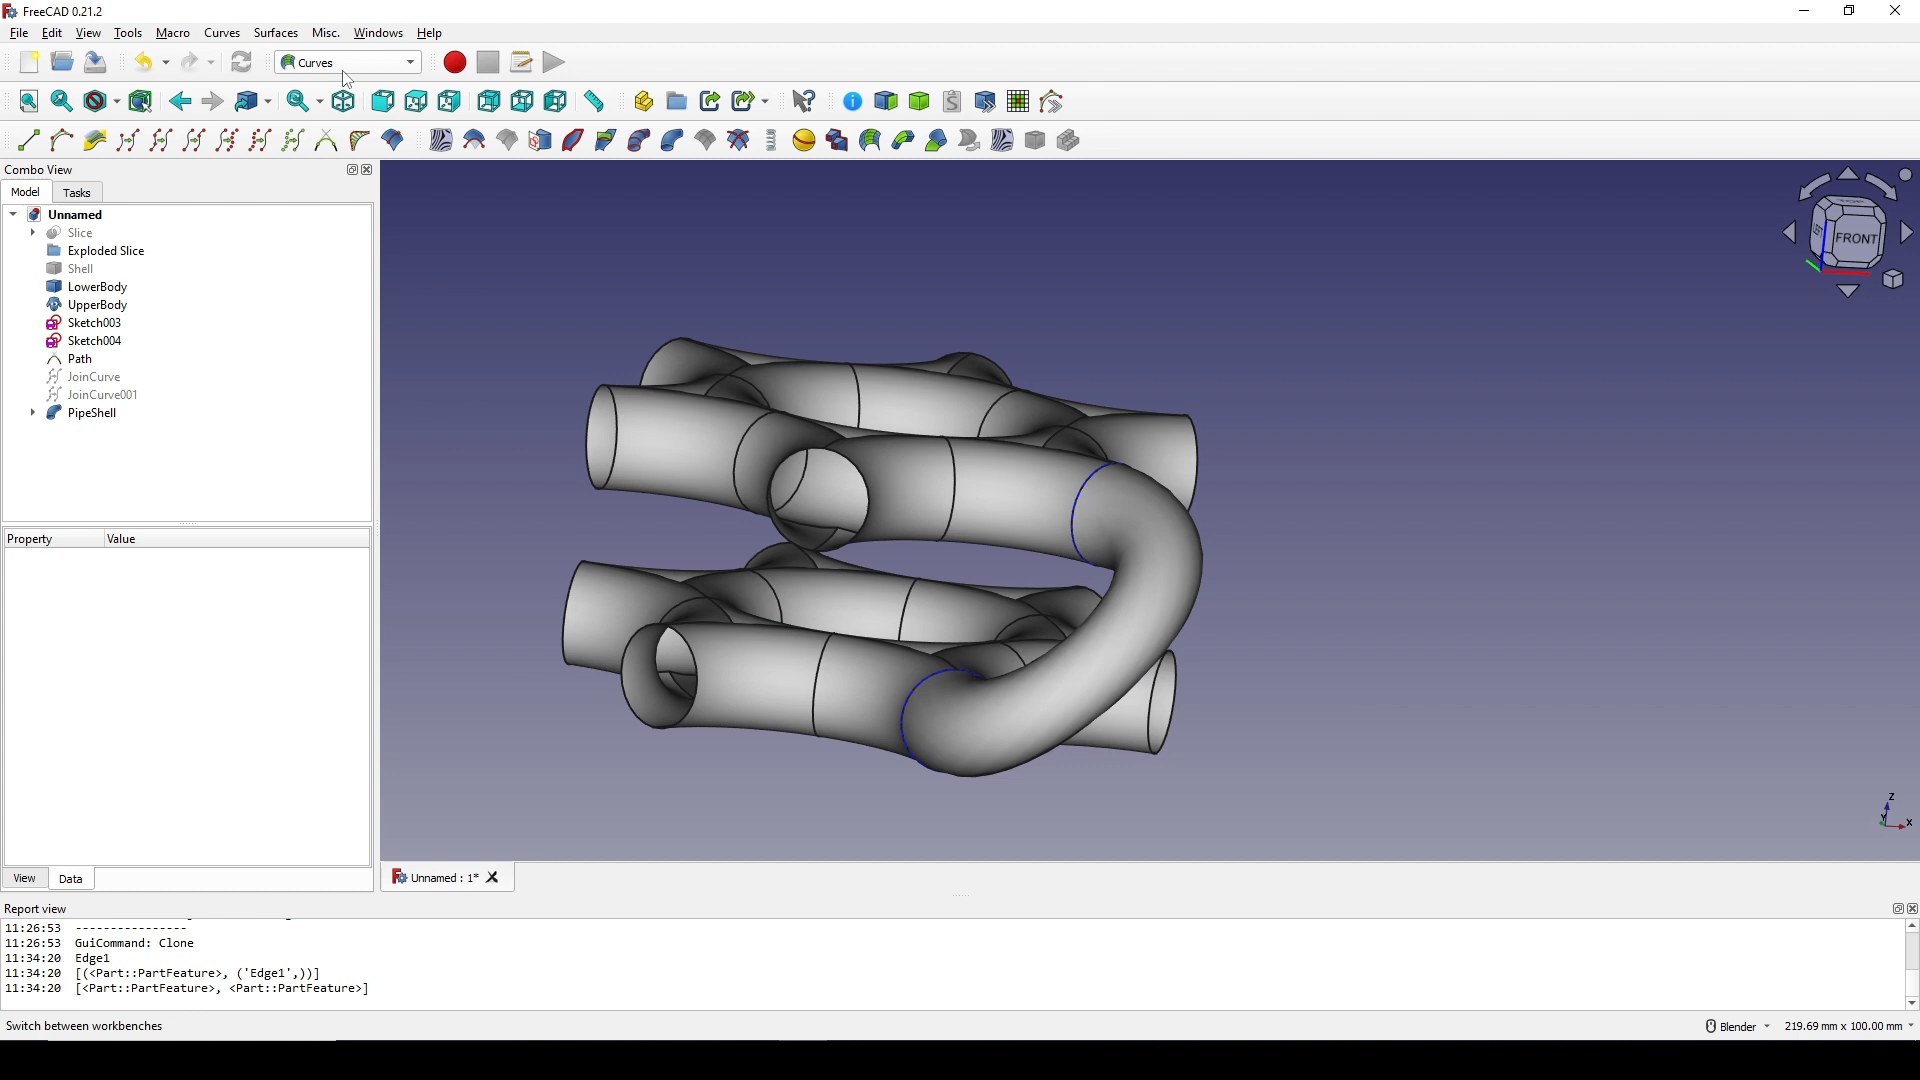 FreeCAD 0.21.2
File Edit View Tools Macro Curves Surfaces Misc. Windows Help
Curves
Combo View
Model Tasks
Unnamed
Slice
Exploded Slice
Shell
LowerBody
UpperBody
Sketch003
Sketch004
Path
JoinCurve
JoinCurve001
PipeShell
Property Value
View Data
TOP
FRONT
Z
Y
X
Unnamed : 1*
Report view
11:26:53 ----------------
11:26:53 GuiCommand: Clone
11:34:20 Edge1
11:34:20 [(<Part::PartFeature>, ('Edge1',))]
11:34:20 [<Part::PartFeature>, <Part::PartFeature>]
Switch between workbenches
Blender
219.69 mm x 100.00 mm